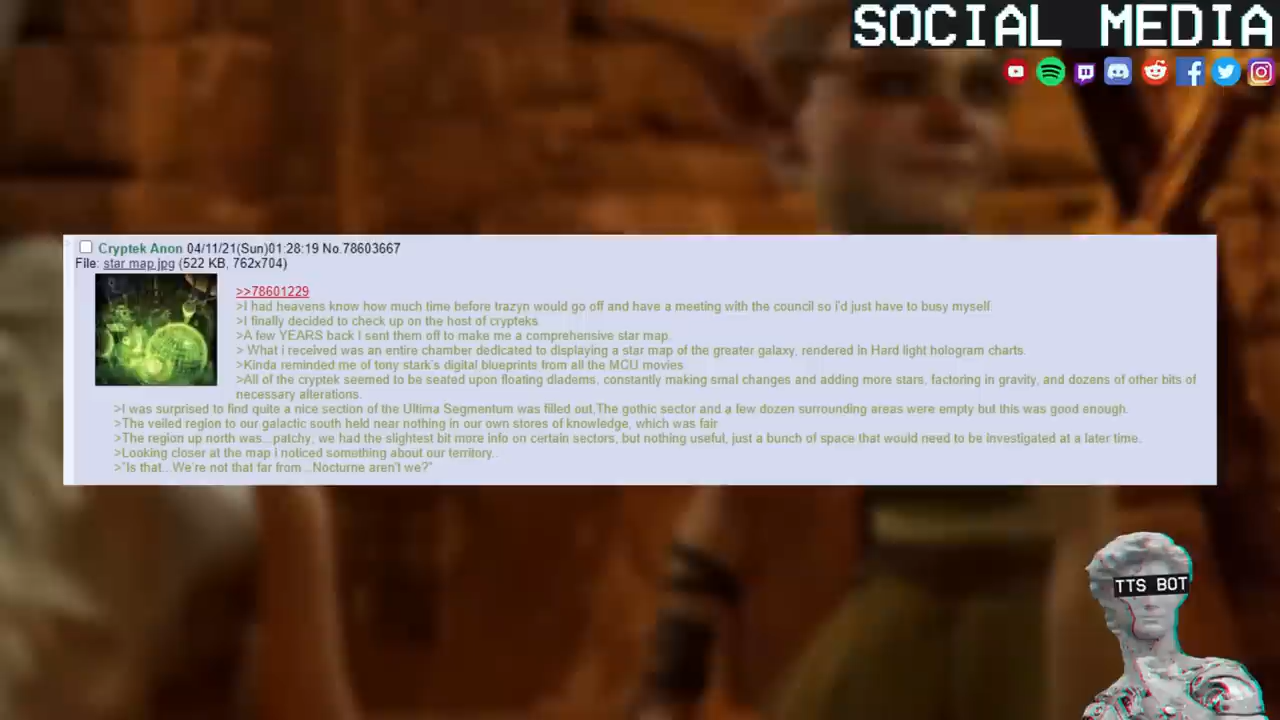 SOCIAL MEDIA
Cryptek Anon 04/11/21(Sun)01:28:19 No.78603667
File: star map.jpg (522 KB, 762x704)
>>78601229
>I had heavens know how much time before trazyn would go off and have a meeting with the council so i'd just have to busy myself
>I finally decided to check up on the host of crypteks
>A few YEARS back I sent them off to make me a comprehensive star map.
> What i received was an entire chamber dedicated to displaying a star map of the greater galaxy, rendered in Hard light hologram charts.
>Kinda reminded me of tony stark's digital blueprints from all the MCU movies
>All of the cryptek seemed to be seated upon floating diadems, constantly making smal changes and adding more stars, factoring in gravity, and dozens of other bits of
necessary alterations.
>I was surprised to find quite a nice section of the Ultima Segmentum was filled out,The gothic sector and a few dozen surrounding areas were empty but this was good enough.
>The veiled region to our galactic south held near nothing in our own stores of knowledge, which was fair
>The region up north was...patchy, we had the slightest bit more info on certain sectors, but nothing useful, just a bunch of space that would need to be investigated at a later time.
>Looking closer at the map i noticed something about our territory..
>"Is that...We're not that far from...Nocturne aren't we?"
TTS BOT